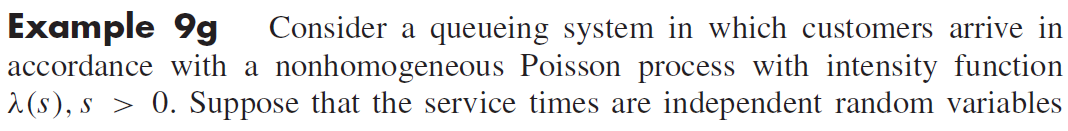 Example 9g Consider a queueing system in which customers arrive in
accordance with a nonhomogeneous Poisson process with intensity function
λ(s), s > 0. Suppose that the service times are independent random variables